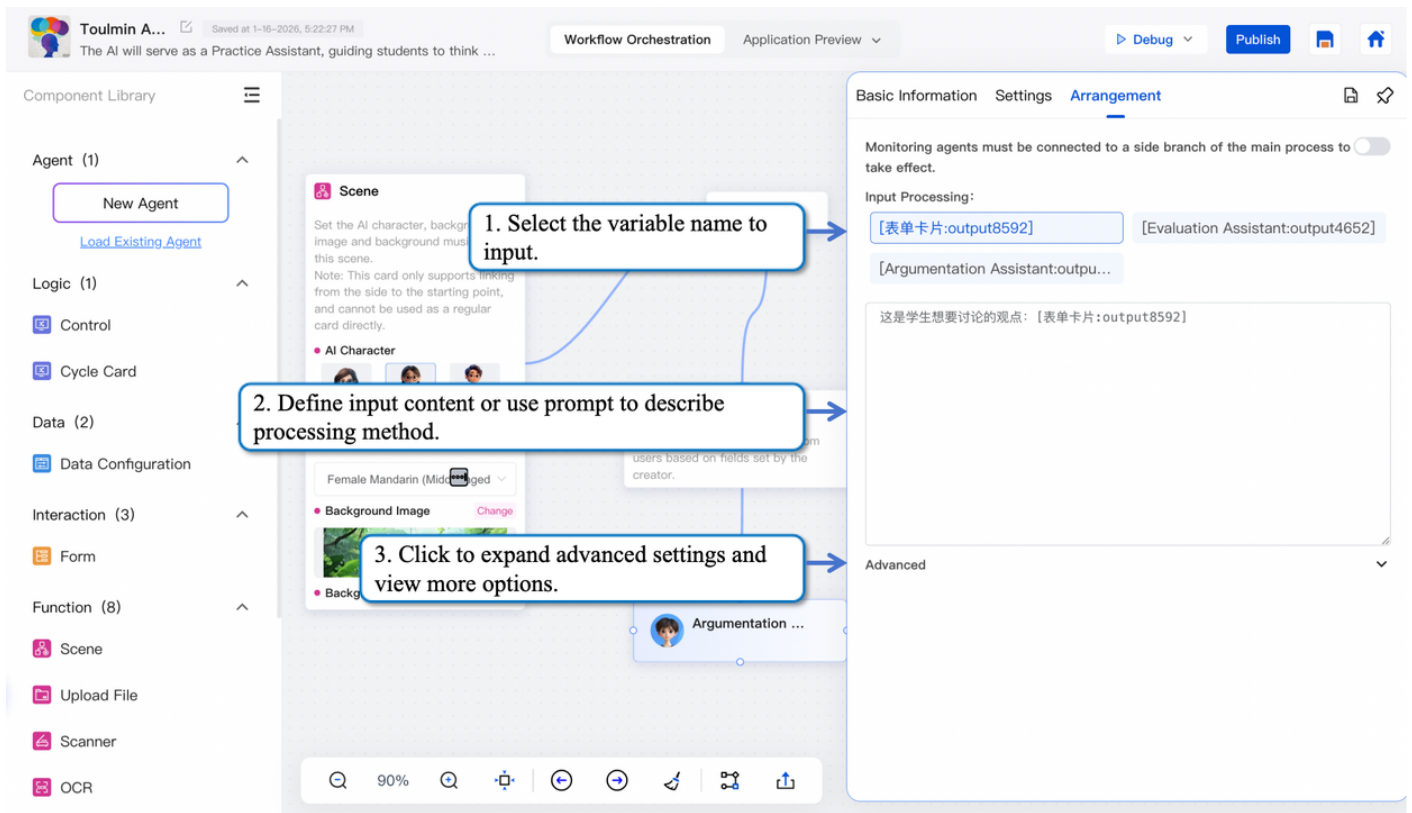 Toulmin A...
Saved at 1-16-2026, 5:22:27 PM
The AI will serve as a Practice Assistant, guiding students to think ...
Workflow Orchestration
Application Preview
Debug
Publish
Component Library
Agent (1)
New Agent
Load Existing Agent
Logic (1)
Control
Cycle Card
Data (2)
Data Configuration
Interaction (3)
Form
Function (8)
Scene
Upload File
Scanner
OCR
Scene
Set the AI character, backgr
image and background musi
this scene.
Note: This card only supports linking
from the side to the starting point,
and cannot be used as a regular
card directly.
AI Character
Female Mandarin (Midd aged
Background Image
Change
Backg
1. Select the variable name to
input.
2. Define input content or use prompt to describe
processing method.
3. Click to expand advanced settings and
view more options.
om
users based on fields set by the
creator.
Argumentation ...
90%
Basic Information
Settings
Arrangement
Monitoring agents must be connected to a side branch of the main process to
take effect.
Input Processing:
[表单卡片:output8592]
[Evaluation Assistant:output4652]
[Argumentation Assistant:outpu...
这是学生想要讨论的观点: [表单卡片:output8592]
Advanced